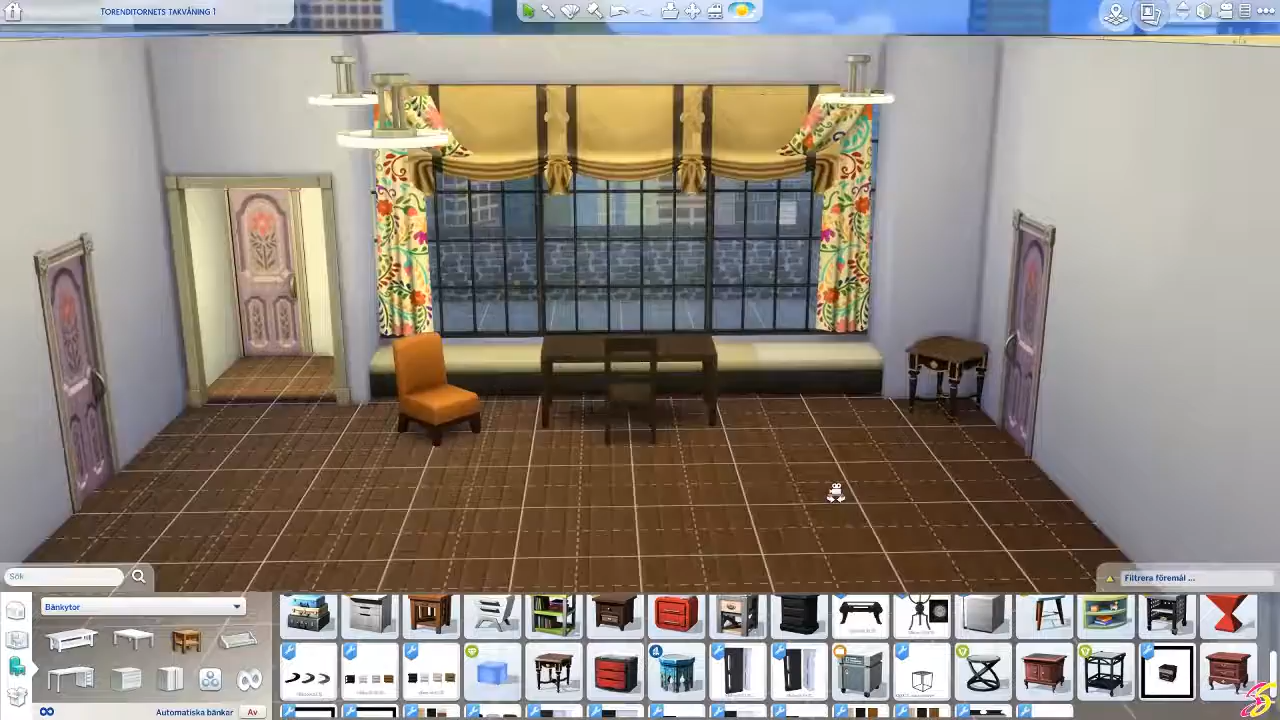 TORENDITORNETS TAKVÅNING 1
Sök
Filtrera föremål ...
Bänkytor
Automatiska bänkar
Av